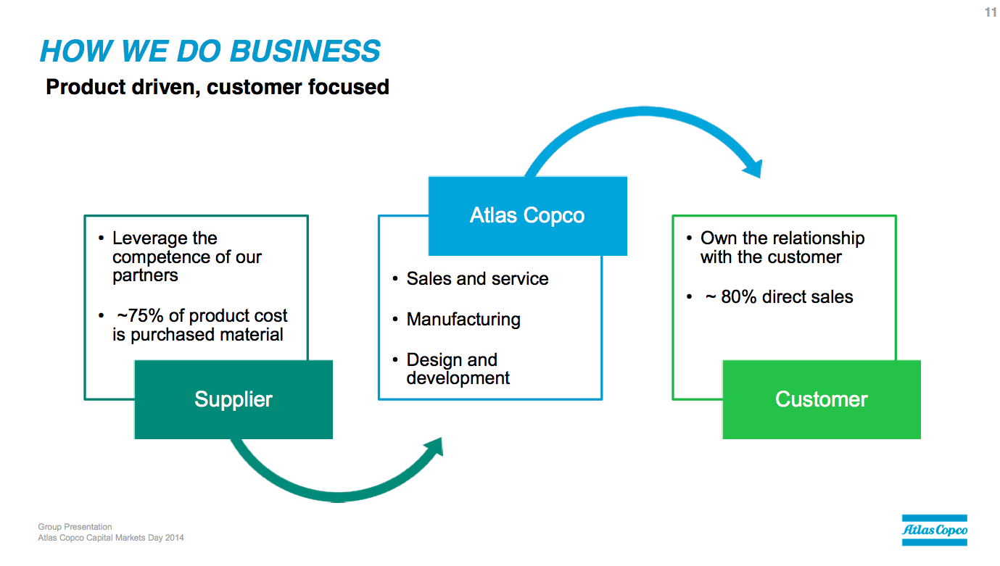 11
HOW WE DO BUSINESS
Product driven, customer focused
• Leverage the
competence of our
partners
• ~75% of product cost
is purchased material
Supplier
Atlas Copco
• Sales and service
• Manufacturing
• Design and
development
• Own the relationship
with the customer
• ~ 80% direct sales
Customer
Group Presentation
Atlas Copco Capital Markets Day 2014
Atlas Copco